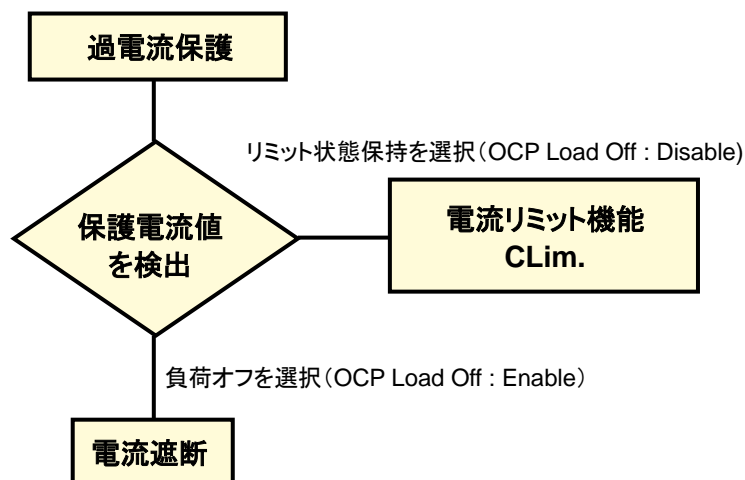 過電流保護
リミット状態保持を選択（OCP Load Off : Disable)
保護電流値
を検出
電流リミット機能
CLim.
負荷オフを選択（OCP Load Off : Enable）
電流遮断